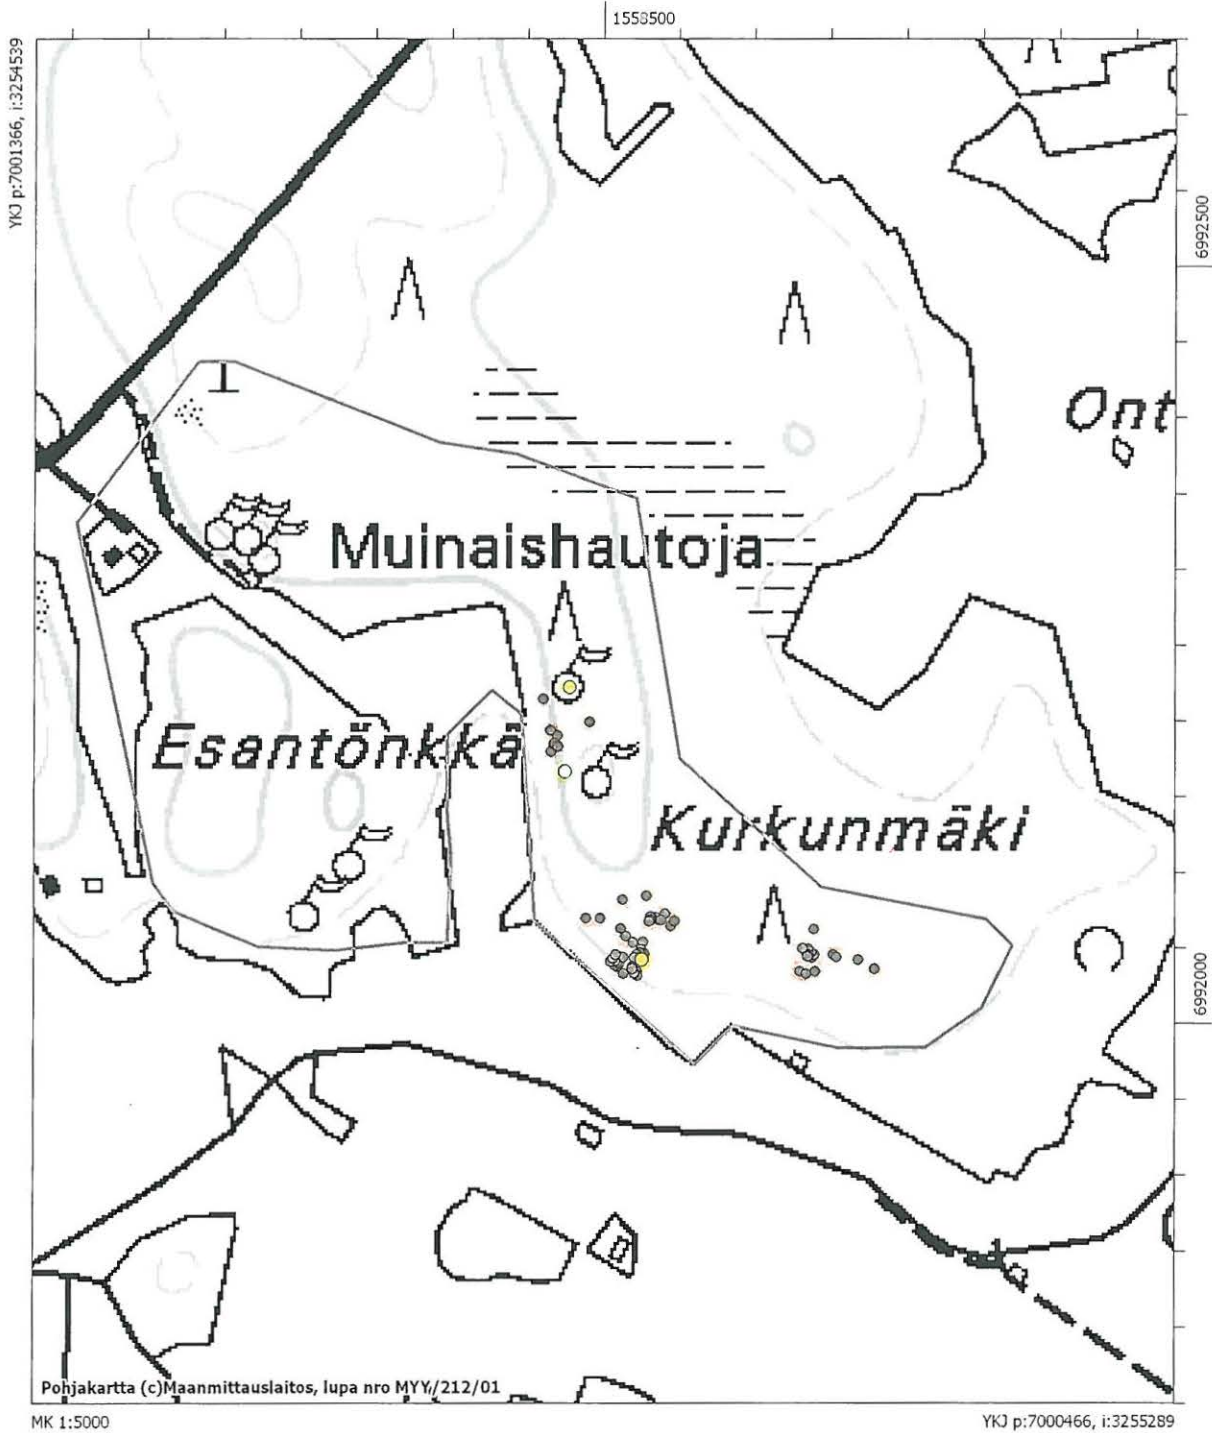 1558500
YKJ p:7001366, i:3254539
6992500
Ont
Muinaishautoja
Esantönkkä
Kurkunmäki
6992000
Pohjakartta (c)Maanmittauslaitos, lupa nro MYY/212/01
MK 1:5000
YKJ p:7000466, i:3255289